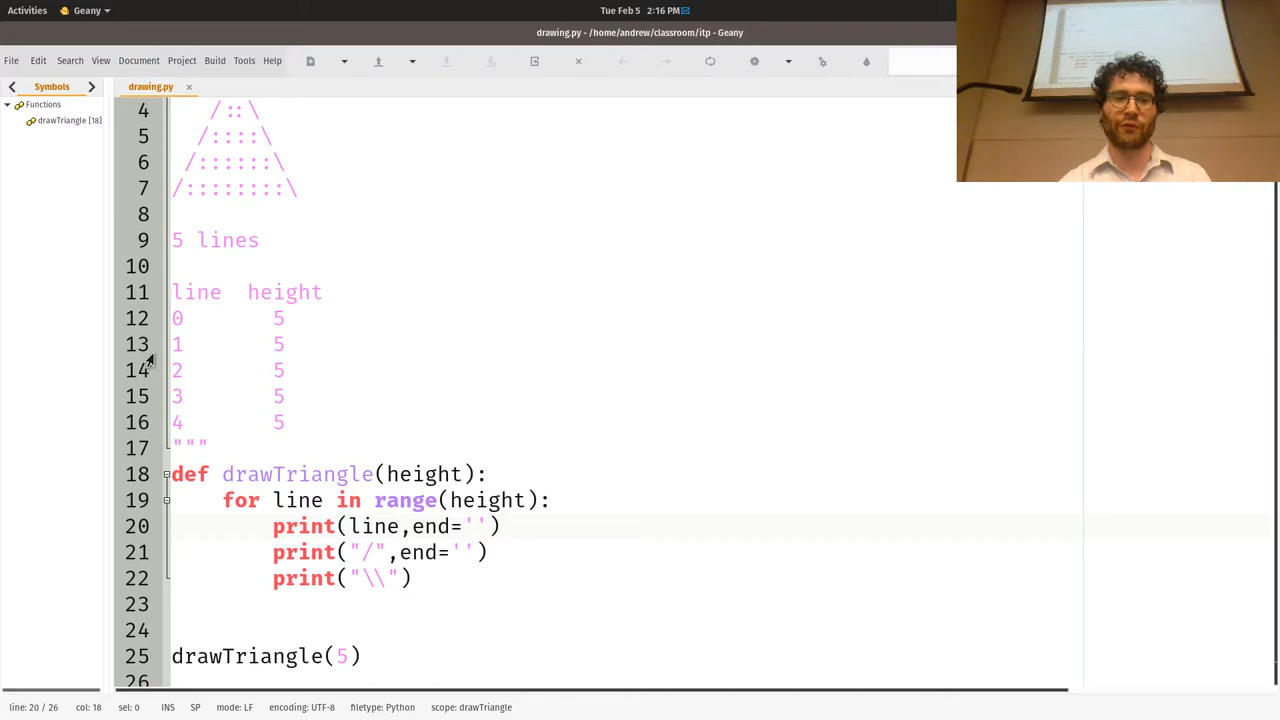 Activities
Geany
Tue Feb 5 2:16 PM
drawing.py - /home/andrew/classroom/itp - Geany
File Edit Search View Document Project Build Tools Help
Symbols
drawing.py
Functions
drawTriangle [18]
4 /::\
5 /::::\
6 /::::::\
7 /::::::::\
8
9 5 lines
10
11 line height
12 0 5
13 1 5
14 2 5
15 3 5
16 4 5
17 """
18 def drawTriangle(height):
19 for line in range(height):
20 print(line,end='')
21 print("/",end='')
22 print("\\")
23
24
25 drawTriangle(5)
26
line: 20 / 26 col: 18 sel: 0 INS SP mode: LF encoding: UTF-8 filetype: Python scope: drawTriangle